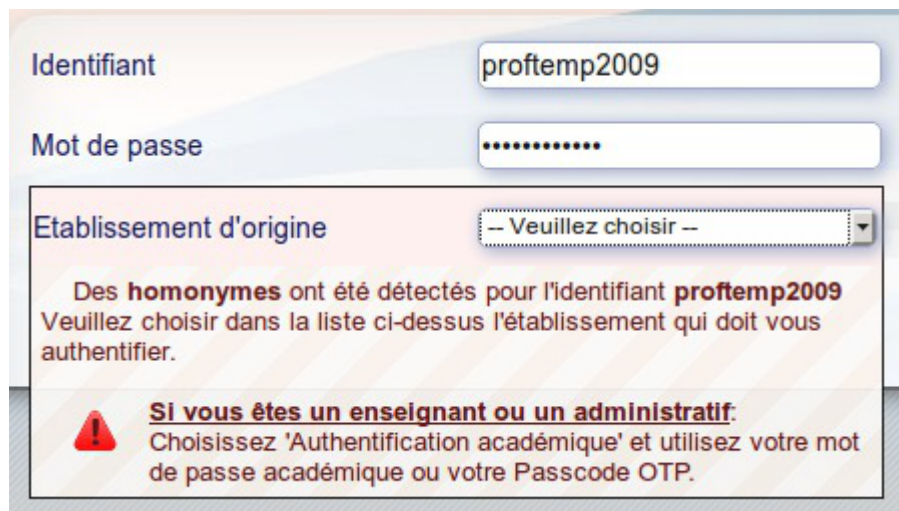 Identifiant proftemp2009
Mot de passe ••••••••••••
Etablissement d'origine -- Veuillez choisir --
Des homonymes ont été détectés pour l'identifiant proftemp2009
Veuillez choisir dans la liste ci-dessus l'établissement qui doit vous
authentifier.
Si vous êtes un enseignant ou un administratif:
Choisissez 'Authentification académique' et utilisez votre mot
de passe académique ou votre Passcode OTP.